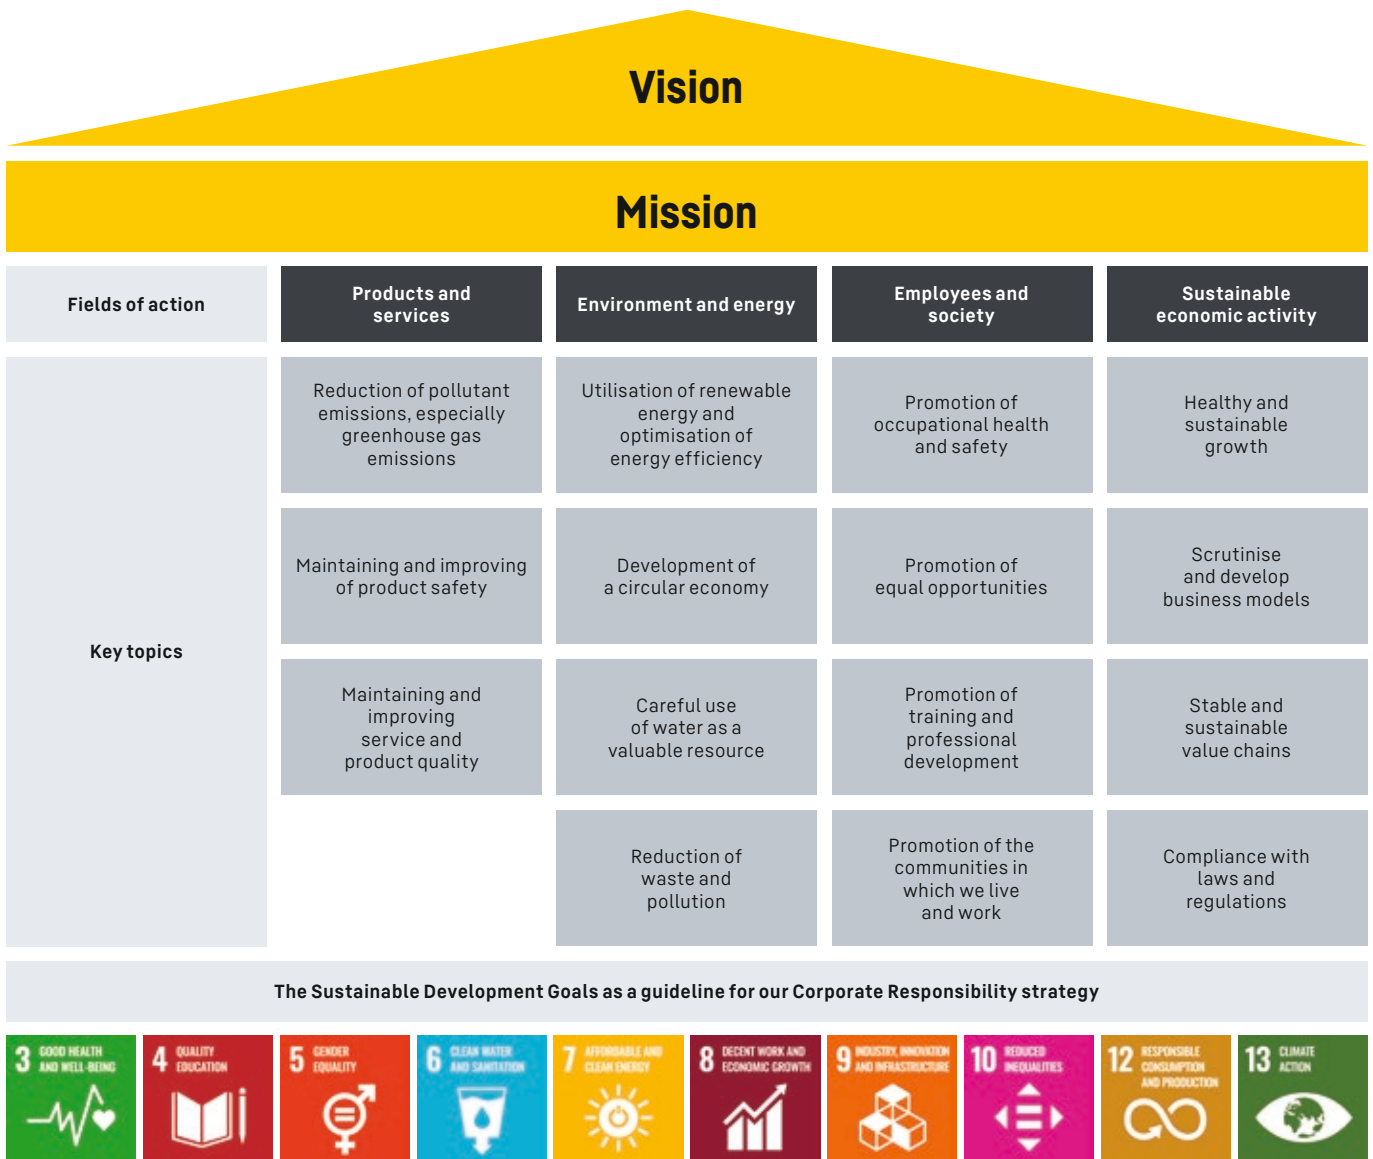 Vision
Mission
Fields of action
Products and
services
Environment and energy
Employees and
society
Sustainable
economic activity
Key topics
Reduction of pollutant
emissions, especially
greenhouse gas
emissions
Utilisation of renewable
energy and
optimisation of
energy efficiency
Promotion of
occupational health
and safety
Healthy and
sustainable
growth
Maintaining and improving
of product safety
Development of
a circular economy
Promotion of
equal opportunities
Scrutinise
and develop
business models
Maintaining and
improving
service and
product quality
Careful use
of water as a
valuable resource
Promotion of
training and
professional
development
Stable and
sustainable
value chains
Reduction of
waste and
pollution
Promotion of the
communities in
which we live
and work
Compliance with
laws and
regulations
The Sustainable Development Goals as a guideline for our Corporate Responsibility strategy
3 GOOD HEALTH
AND WELL-BEING
4 QUALITY
EDUCATION
5 GENDER
EQUALITY
6 CLEAN WATER
AND SANITATION
7 AFFORDABLE AND
CLEAN ENERGY
8 DECENT WORK AND
ECONOMIC GROWTH
9 INDUSTRY, INNOVATION
AND INFRASTRUCTURE
10 REDUCED
INEQUALITIES
12 RESPONSIBLE
CONSUMPTION
AND PRODUCTION
13 CLIMATE
ACTION